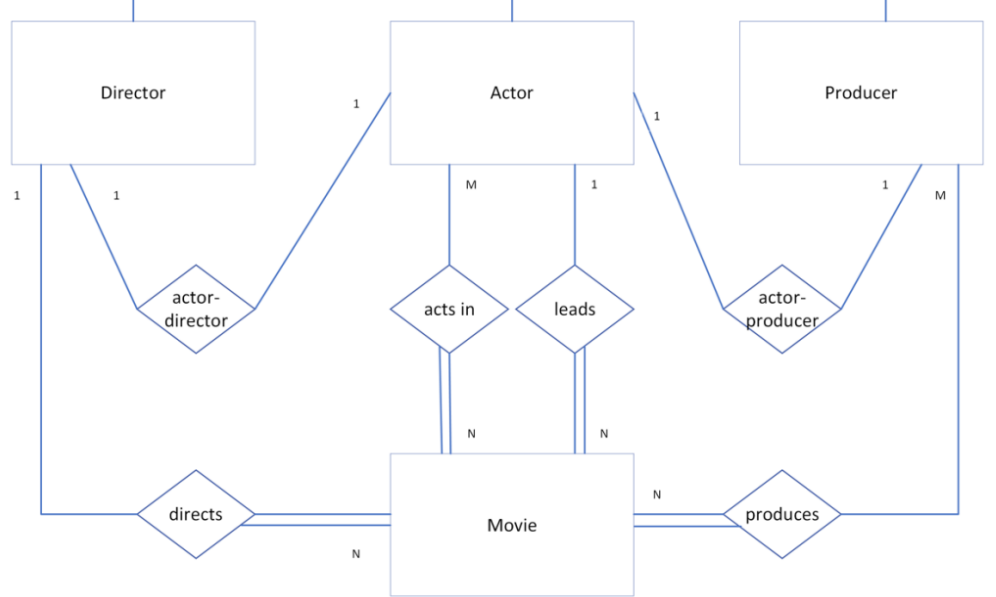 Director
Actor
Producer
1
1
1
1
M
1
1
M
actor-
director
acts in
leads
actor-
producer
N
N
directs
Movie
N
produces
N